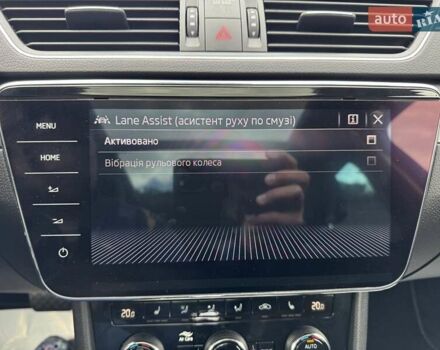 auto RIA
Lane Assist (асистент руху по смузі)
MENU
Активовано
HOME
Вібрація рульового колеса
20.0
20.0
AUTO